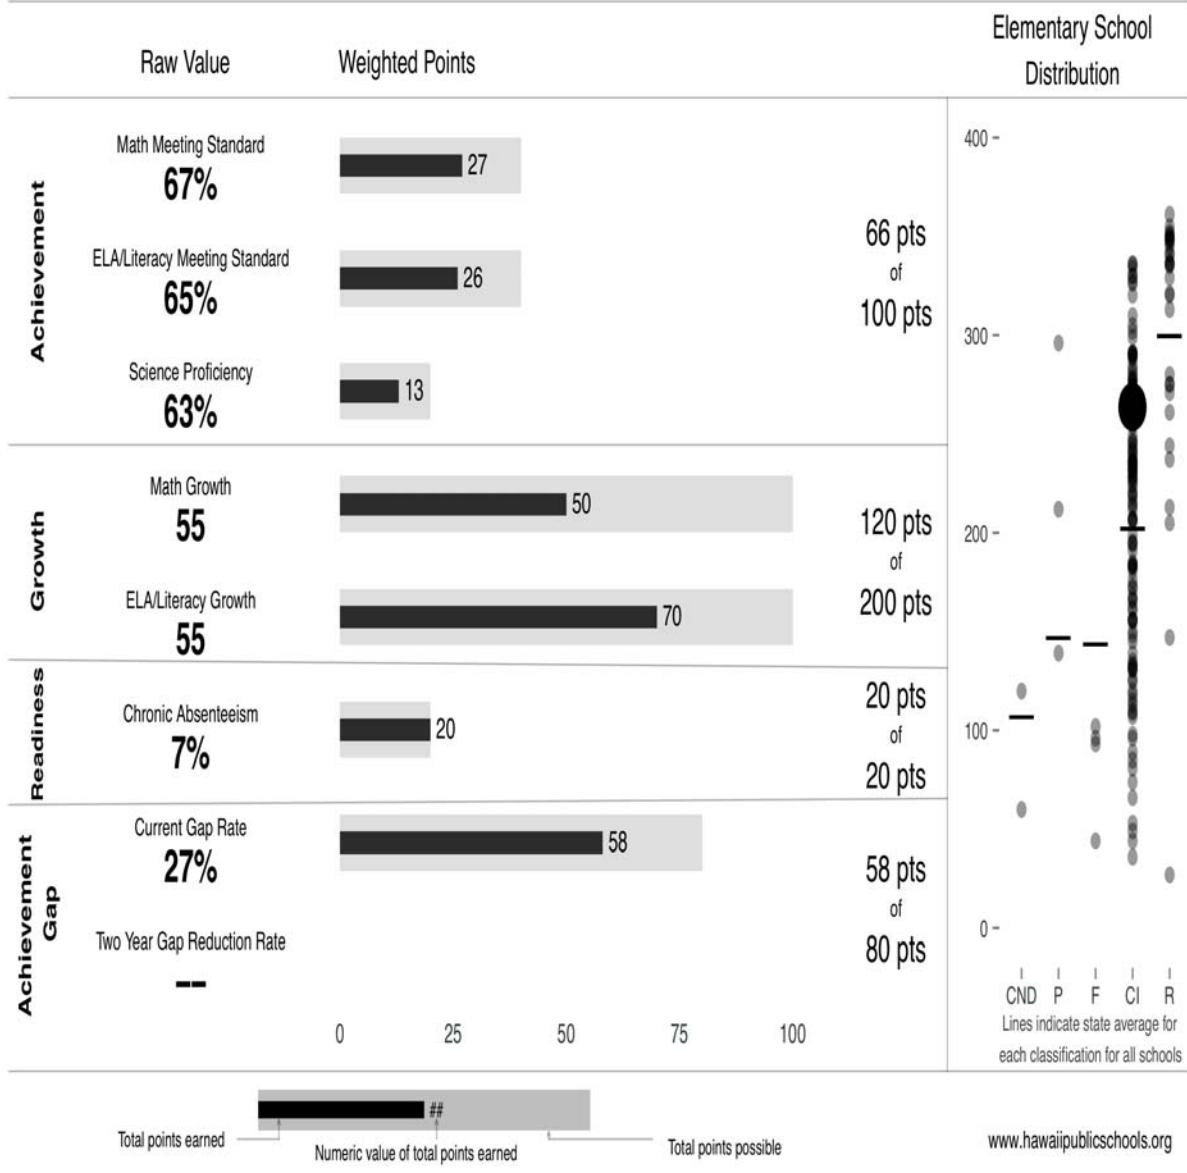 Elementary School
Raw Value Weighted Points
Distribution
Achievement
Math Meeting Standard
67%
27
ELA/Literacy Meeting Standard
65%
26
Science Proficiency
63%
13
66 pts
of
100 pts
Growth
Math Growth
55
50
ELA/Literacy Growth
55
70
120 pts
of
200 pts
Readiness
Chronic Absenteeism
7%
20
20 pts
of
20 pts
Achievement
Gap
Current Gap Rate
27%
58
Two Year Gap Reduction Rate
--
58 pts
of
80 pts
0 25 50 75 100
400
300
200
100
0
CND P F CI R
Lines indicate state average for
each classification for all schools
##
Total points earned
Numeric value of total points earned
Total points possible
www.hawaiipublicschools.org